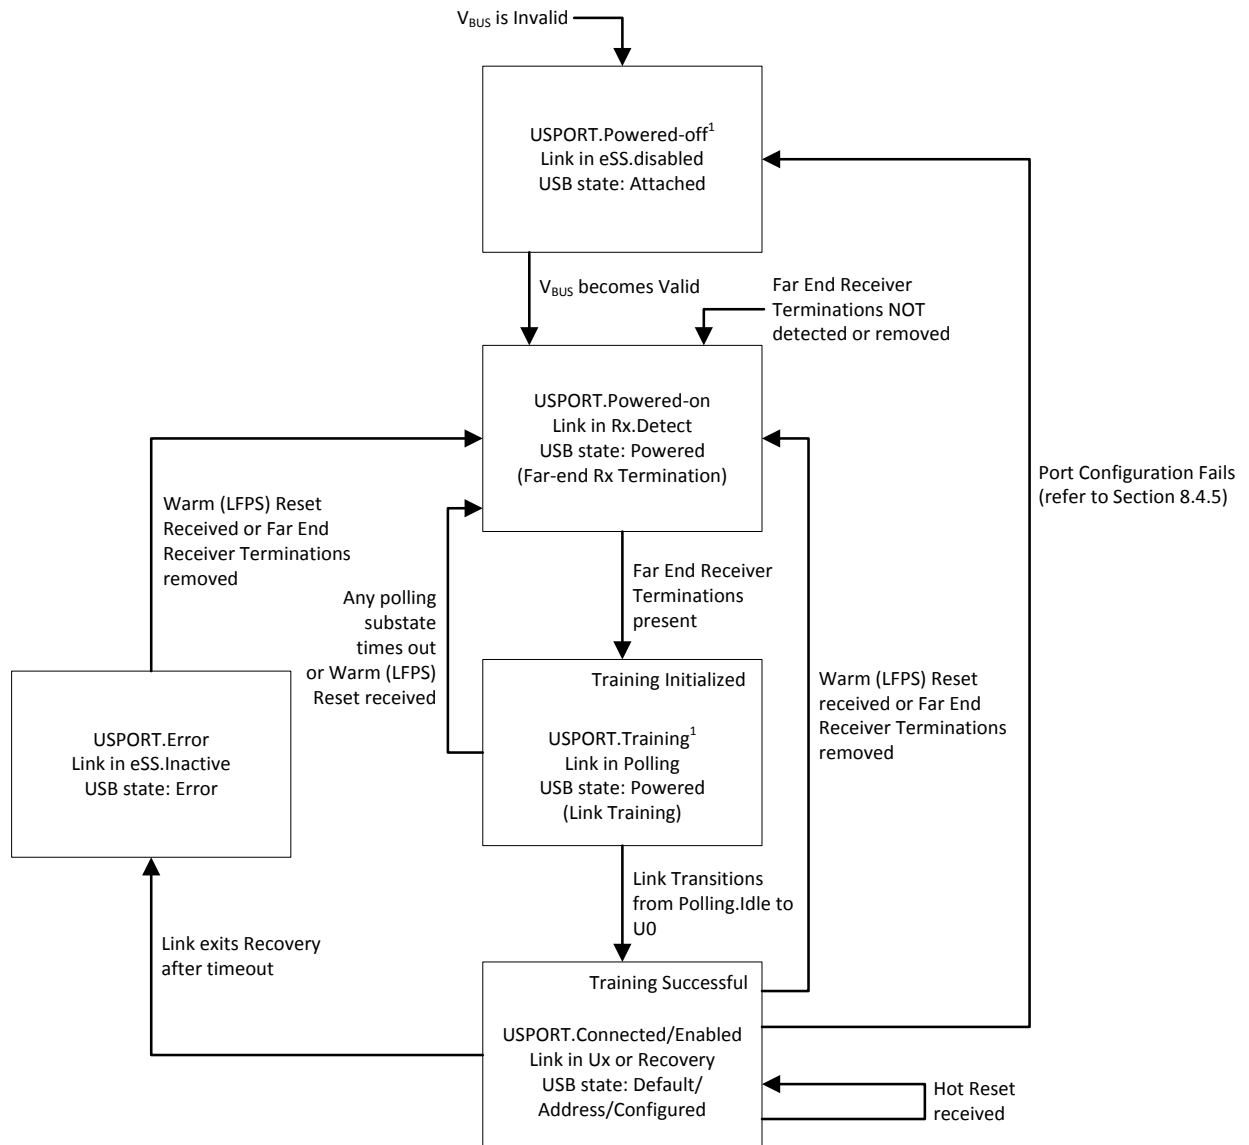 V_BUS is Invalid
USPORT.Powered-off¹
Link in eSS.disabled
USB state: Attached
V_BUS becomes Valid
Far End Receiver
Terminations NOT
detected or removed
USPORT.Powered-on
Link in Rx.Detect
USB state: Powered
(Far-end Rx Termination)
Port Configuration Fails
(refer to Section 8.4.5)
Warm (LFPS) Reset
Received or Far End
Receiver Terminations
removed
Any polling
substate
times out
or Warm (LFPS)
Reset received
Far End Receiver
Terminations
present
Training Initialized
USPORT.Training¹
Link in Polling
USB state: Powered
(Link Training)
Warm (LFPS) Reset
received or Far End
Receiver Terminations
removed
USPORT.Error
Link in eSS.Inactive
USB state: Error
Link Transitions
from Polling.Idle to
U0
Link exits Recovery
after timeout
Training Successful
USPORT.Connected/Enabled
Link in Ux or Recovery
USB state: Default/
Address/Configured
Hot Reset
received